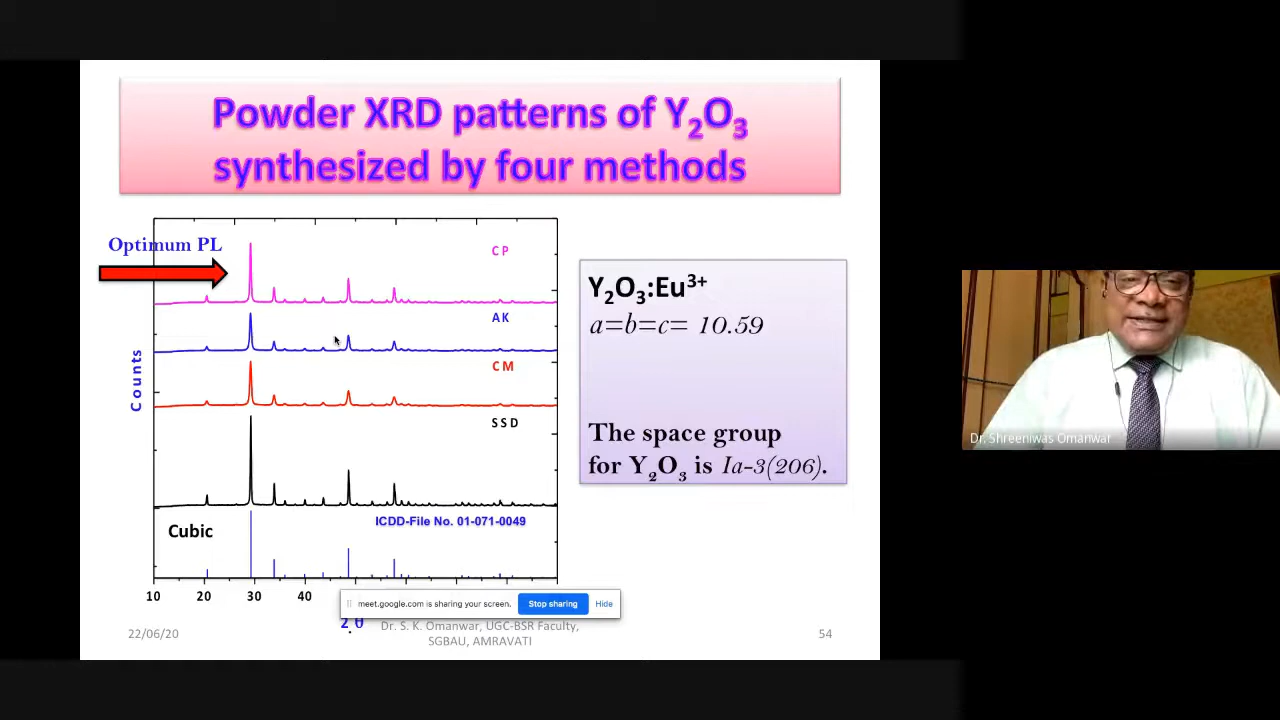 Powder XRD patterns of Y2O3
synthesized by four methods
Optimum PL
CP
AK
CM
SSD
Counts
ICDD-File No. 01-071-0049
Cubic
10 20 30 40
2θ
Y2O3:Eu3+
a=b=c= 10.59
The space group
for Y2O3 is Ia-3(206).
meet.google.com is sharing your screen. Stop sharing Hide
22/06/20
Dr. S. K. Omanwar, UGC-BSR Faculty,
SGBAU, AMRAVATI
54
Dr. Shreeniwas Omanwar